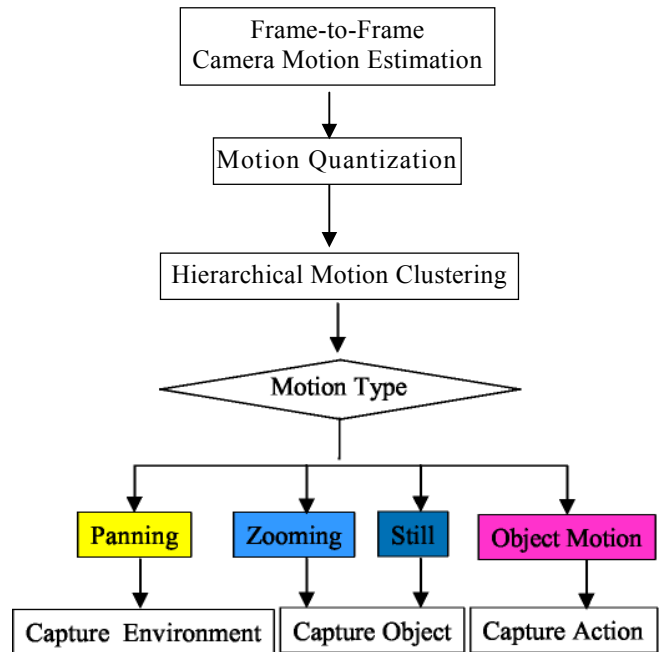 Frame-to-Frame
Camera Motion Estimation
Motion Quantization
Hierarchical Motion Clustering
Motion Type
Panning
Zooming
Still
Object Motion
Capture Environment
Capture Object
Capture Action